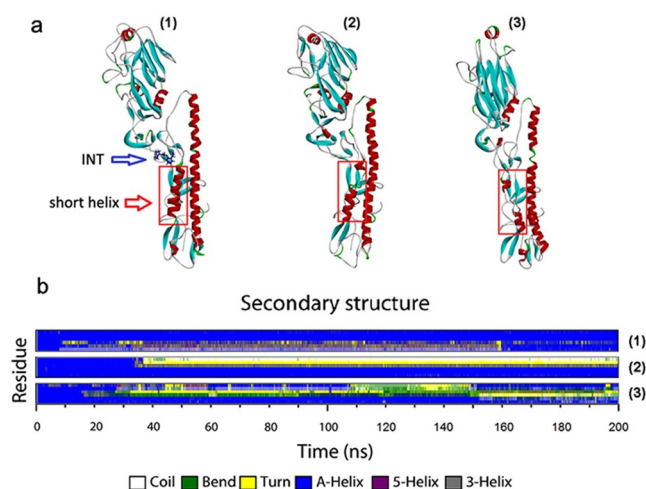 a
(1)
(2)
(3)
INT
short helix
b
Secondary structure
Residue
(1)
(2)
(3)
0 20 40 60 80 100 120 140 160 180 200
Time (ns)
Coil Bend Turn A-Helix 5-Helix 3-Helix